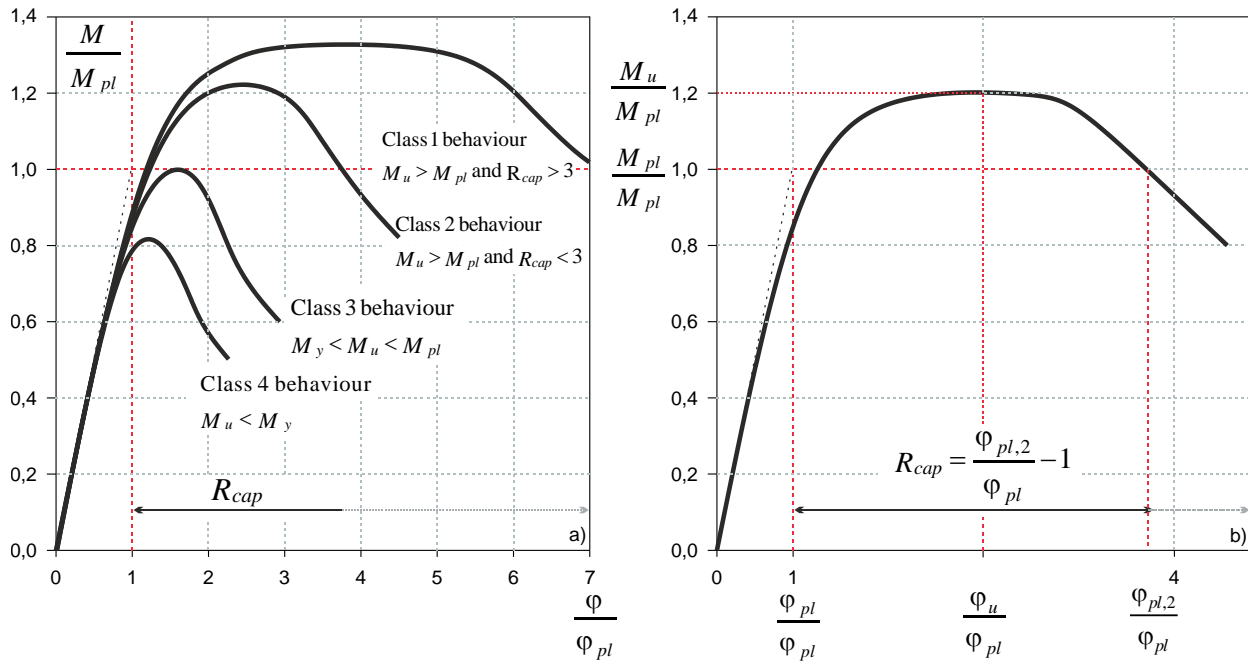 1,4
1,2
1,0
0,8
0,6
0,4
0,2
0,0
M
M pl
Class 1 behaviour
M u > M pl and R cap > 3
Class 2 behaviour
M u > M pl and R cap < 3
Class 3 behaviour
M y < M u < M pl
Class 4 behaviour
M u < M y
R cap
a)
0 1 2 3 4 5 6 7
φ
φ pl
1,4
M u
M pl
1,2
M pl
M pl
1,0
0,8
0,6
0,4
0,2
0,0
R cap = φ pl,2 / φ pl − 1
b)
0 1 4
φ pl
φ pl
φ u
φ pl
φ pl,2
φ pl